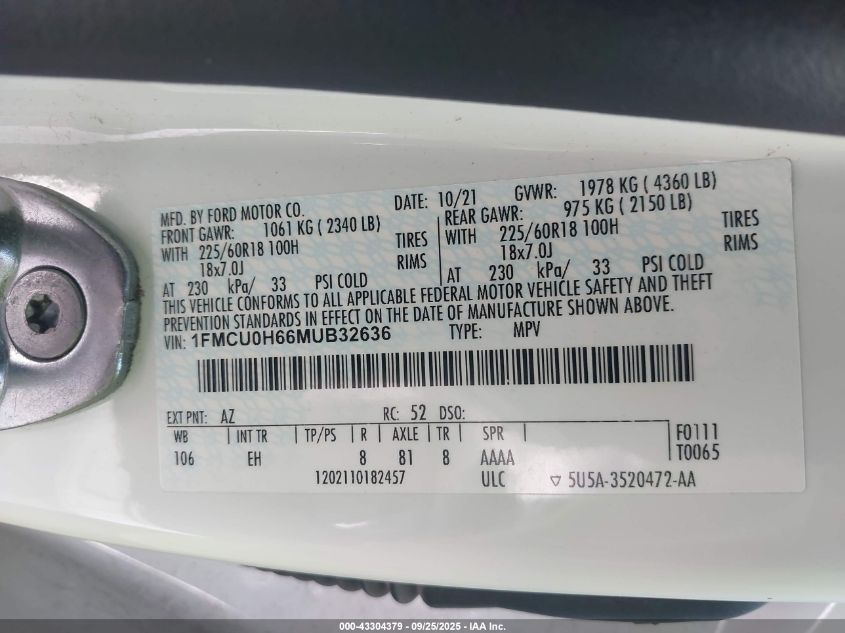 MFD. BY FORD MOTOR CO. DATE: 10/21 GVWR: 1978 KG ( 4360 LB)
FRONT GAWR: 1061 KG ( 2340 LB) REAR GAWR: 975 KG ( 2150 LB)
WITH 225/60R18 100H TIRES WITH 225/60R18 100H TIRES
18x7.0J RIMS 18x7.0J RIMS
AT 230 kPa/ 33 PSI COLD AT 230 kPa/ 33 PSI COLD
THIS VEHICLE CONFORMS TO ALL APPLICABLE FEDERAL MOTOR VEHICLE SAFETY AND THEFT
PREVENTION STANDARDS IN EFFECT ON THE DATE OF MANUFACTURE SHOWN ABOVE.
VIN: 1FMCU0H66MUB32636 TYPE: MPV
EXT PNT: AZ RC: 52 DSO:
WB INT TR TP/PS R AXLE TR SPR F0111
106 EH 8 81 8 AAAA T0065
1202110182457 ULC ▽ 5U5A-3520472-AA
000-43304379 - 09/25/2025 - IAA Inc.